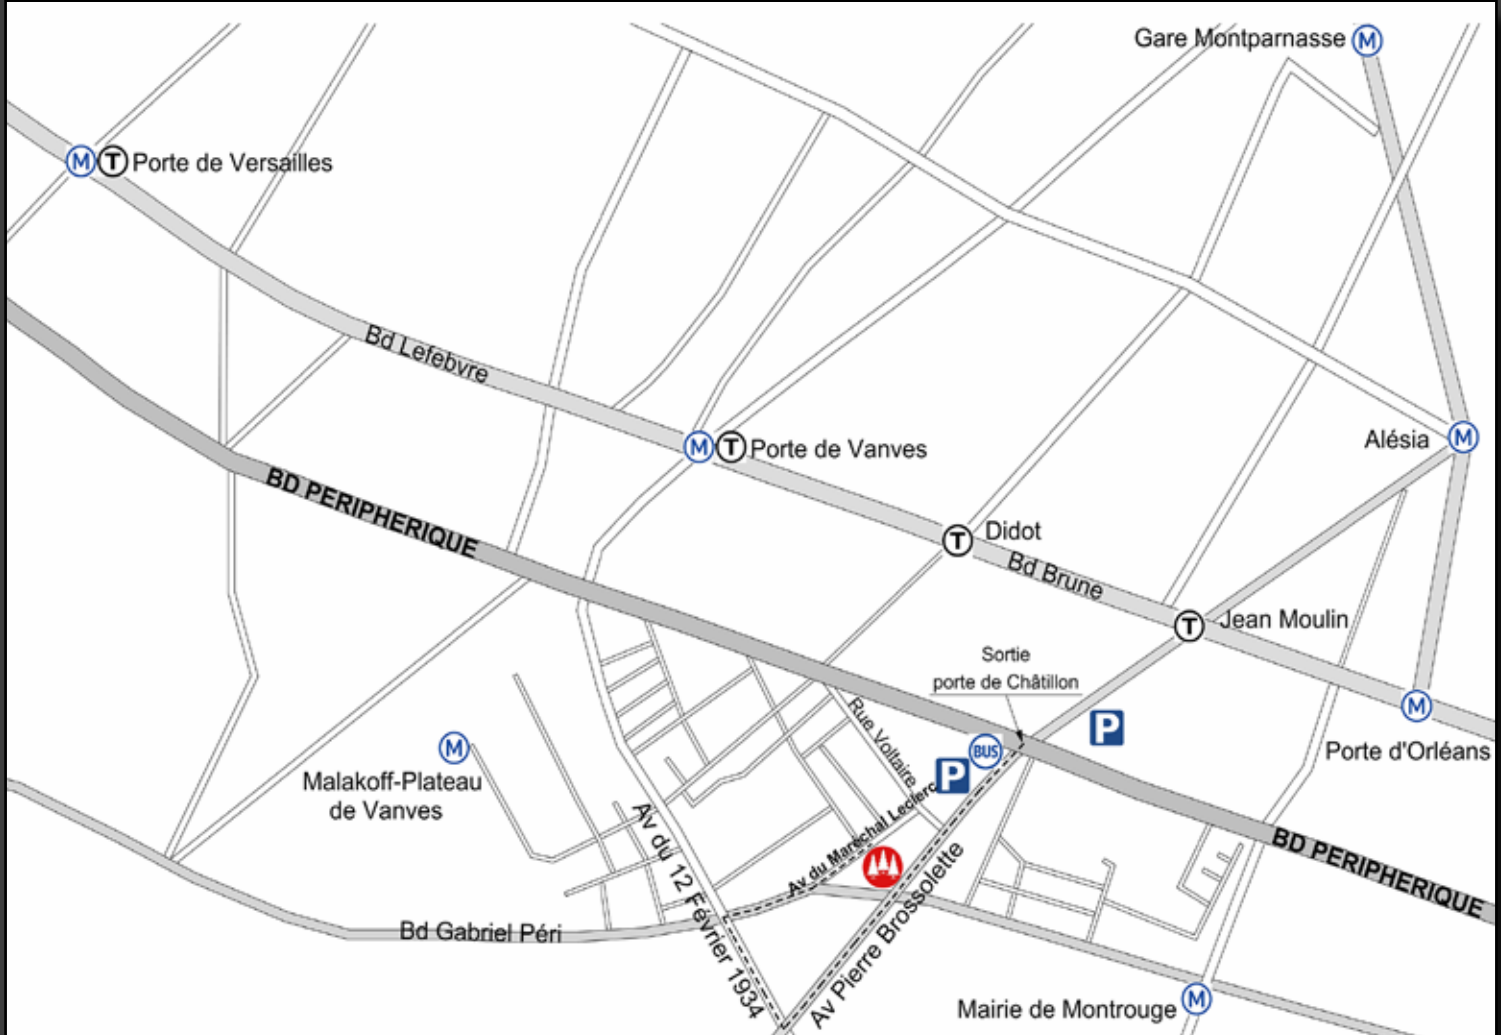 Gare Montparnasse M
M T Porte de Versailles
Bd Lefebvre
Alésia M
M T Porte de Vanves
BD PERIPHERIQUE
T Didot
Bd Brune
T Jean Moulin
Sortie
porte de Châtillon
M
Porte d'Orléans
P
BUS
P
Rue Voltaire
M
Malakoff-Plateau
de Vanves
Av du Maréchal Leclerc
Av du 12 Février 1934
BD PERIPHERIQUE
Bd Gabriel Péri
Av Pierre Brossolette
Mairie de Montrouge M